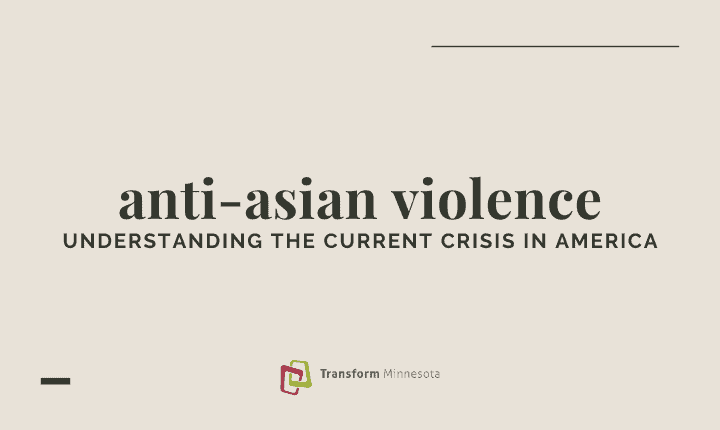 anti-asian violence
UNDERSTANDING THE CURRENT CRISIS IN AMERICA
Transform Minnesota